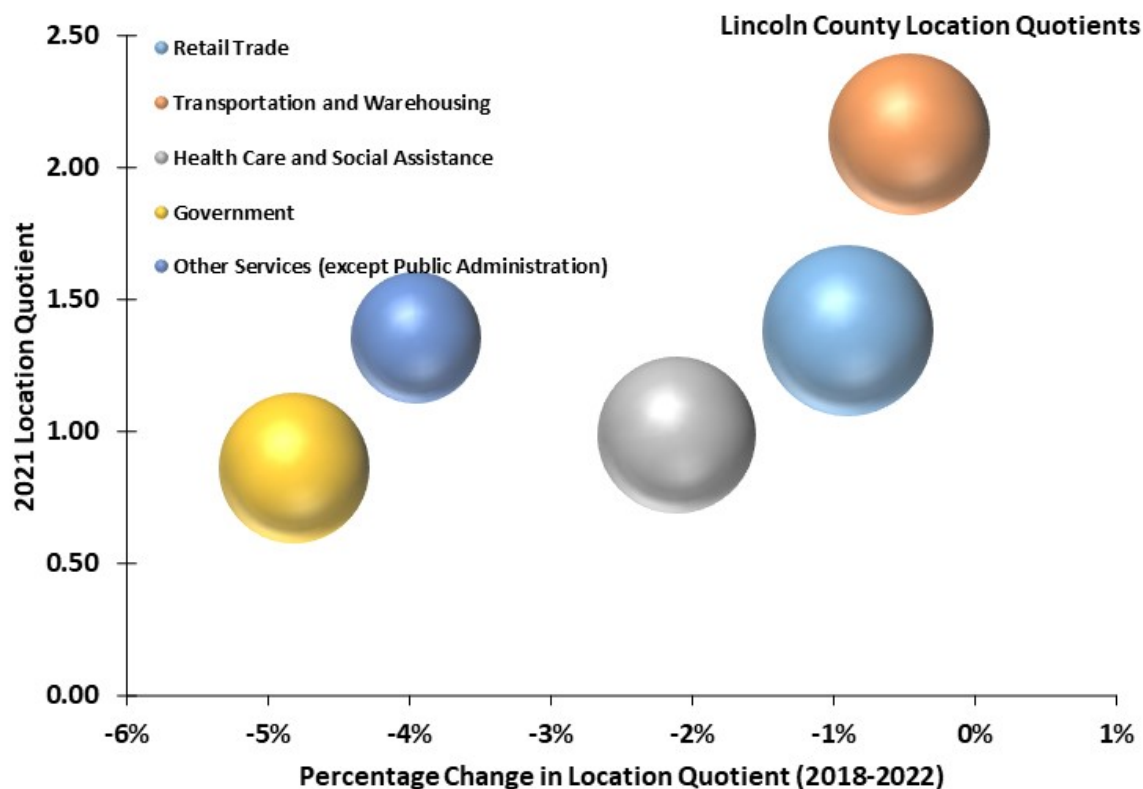 Lincoln County Location Quotients
2.50
2.00
1.50
1.00
0.50
0.00
2021 Location Quotient
Retail Trade
Transportation and Warehousing
Health Care and Social Assistance
Government
Other Services (except Public Administration)
-6% -5% -4% -3% -2% -1% 0% 1%
Percentage Change in Location Quotient (2018-2022)